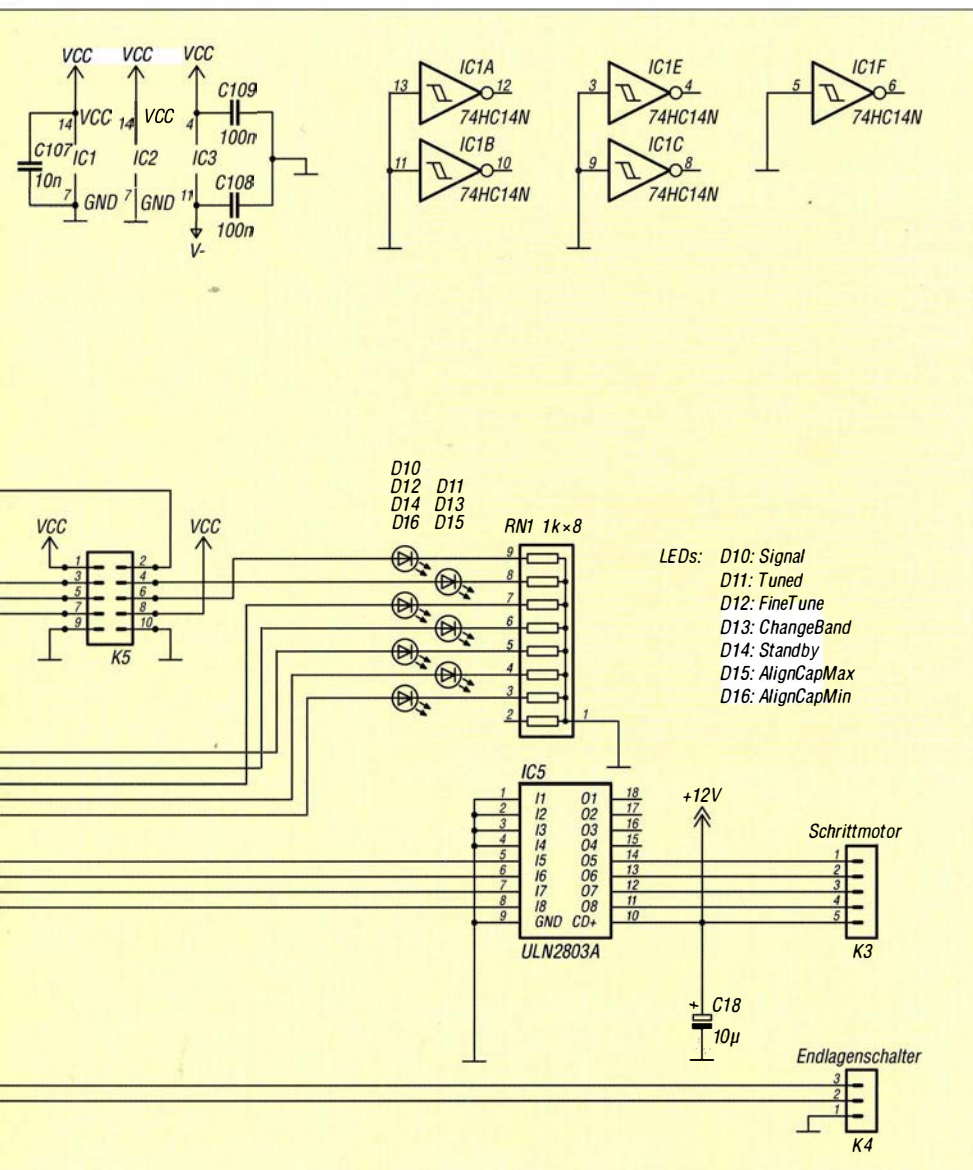 VCC VCC VCC
C109
14 VCC 14 VCC 4
100n
C107 IC1 IC2 IC3
10n
C108
7 GND 7 GND 11
100n
V-
IC1A
13 12
74HC14N
IC1B
11 10
74HC14N
IC1E
3 4
74HC14N
IC1C
9 8
74HC14N
IC1F
5 6
74HC14N
D10
D12 D11
D14 D13
D16 D15
RN1 1k×8
VCC VCC
1 2
3 4
5 6
7 8
9 10
K5
9
8
7
6
5
4
3
2 1
LEDs: D10: Signal
D11: Tuned
D12: FineTune
D13: ChangeBand
D14: Standby
D15: AlignCapMax
D16: AlignCapMin
IC5
1 I1 O1 18
2 I2 O2 17
3 I3 O3 16
4 I4 O4 15
5 I5 O5 14
6 I6 O6 13
7 I7 O7 12
8 I8 O8 11
9 GND CD+ 10
ULN2803A
+12V
Schrittmotor
1
2
3
4
5
K3
+ C18
10µ
Endlagenschalter
3
2
1
K4